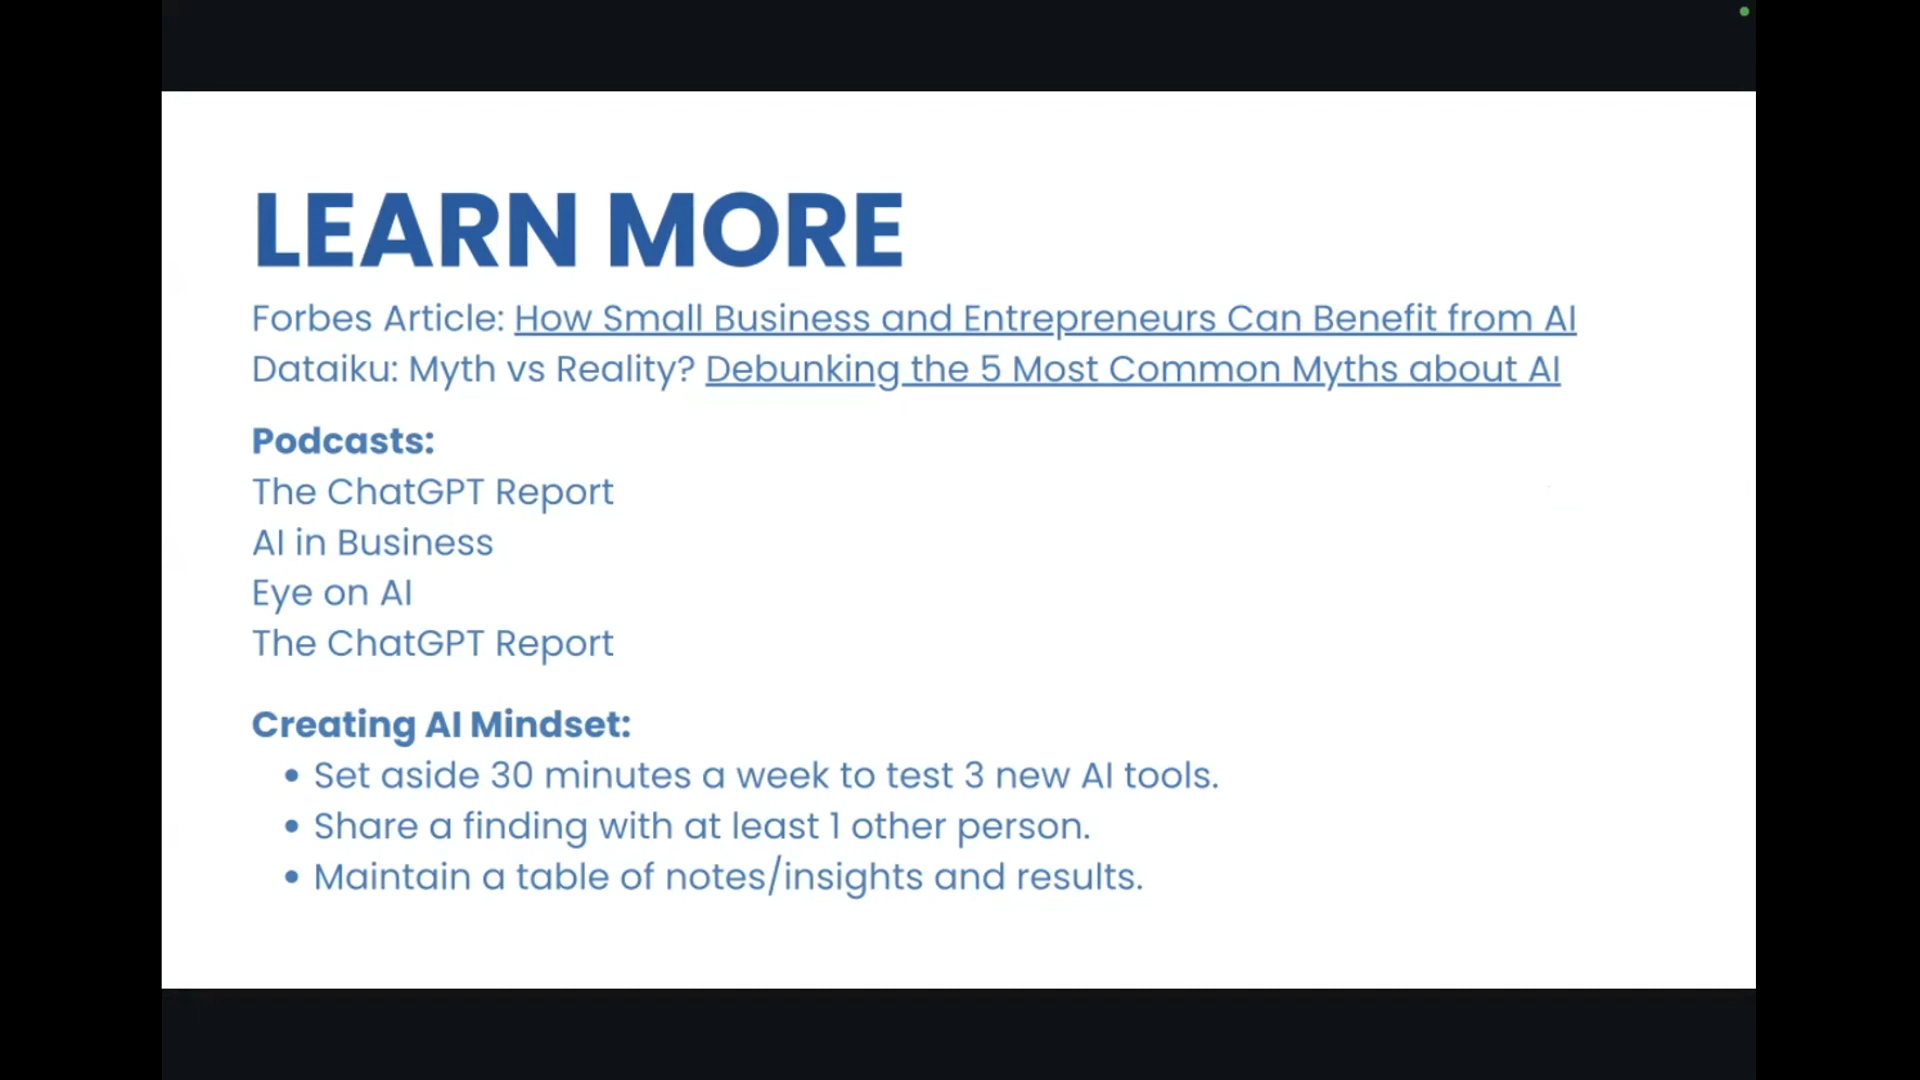 LEARN MORE
Forbes Article: How Small Business and Entrepreneurs Can Benefit from AI
Dataiku: Myth vs Reality? Debunking the 5 Most Common Myths about AI
Podcasts:
The ChatGPT Report
AI in Business
Eye on AI
The ChatGPT Report
Creating AI Mindset:
• Set aside 30 minutes a week to test 3 new AI tools.
• Share a finding with at least 1 other person.
• Maintain a table of notes/insights and results.